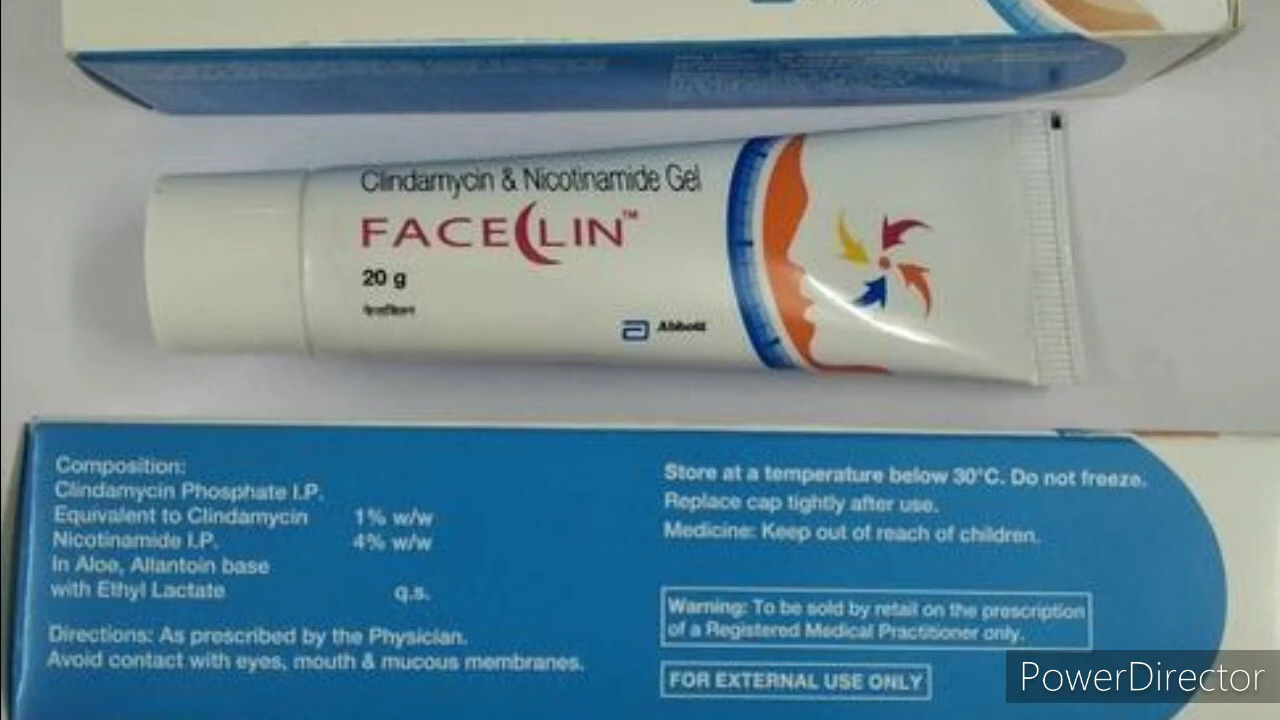 Clindamycin & Nicotinamide Gel
FACECLIN™
20 g
फेसक्लिन
Abbott
Composition:
Clindamycin Phosphate I.P.
Equivalent to Clindamycin 1% w/w
Nicotinamide I.P. 4% w/w
In Aloe, Allantoin base
with Ethyl Lactate q.s.
Directions: As prescribed by the Physician.
Avoid contact with eyes, mouth & mucous membranes.
Store at a temperature below 30°C. Do not freeze.
Replace cap tightly after use.
Medicine: Keep out of reach of children.
Warning: To be sold by retail on the prescription
of a Registered Medical Practitioner only.
FOR EXTERNAL USE ONLY
PowerDirector